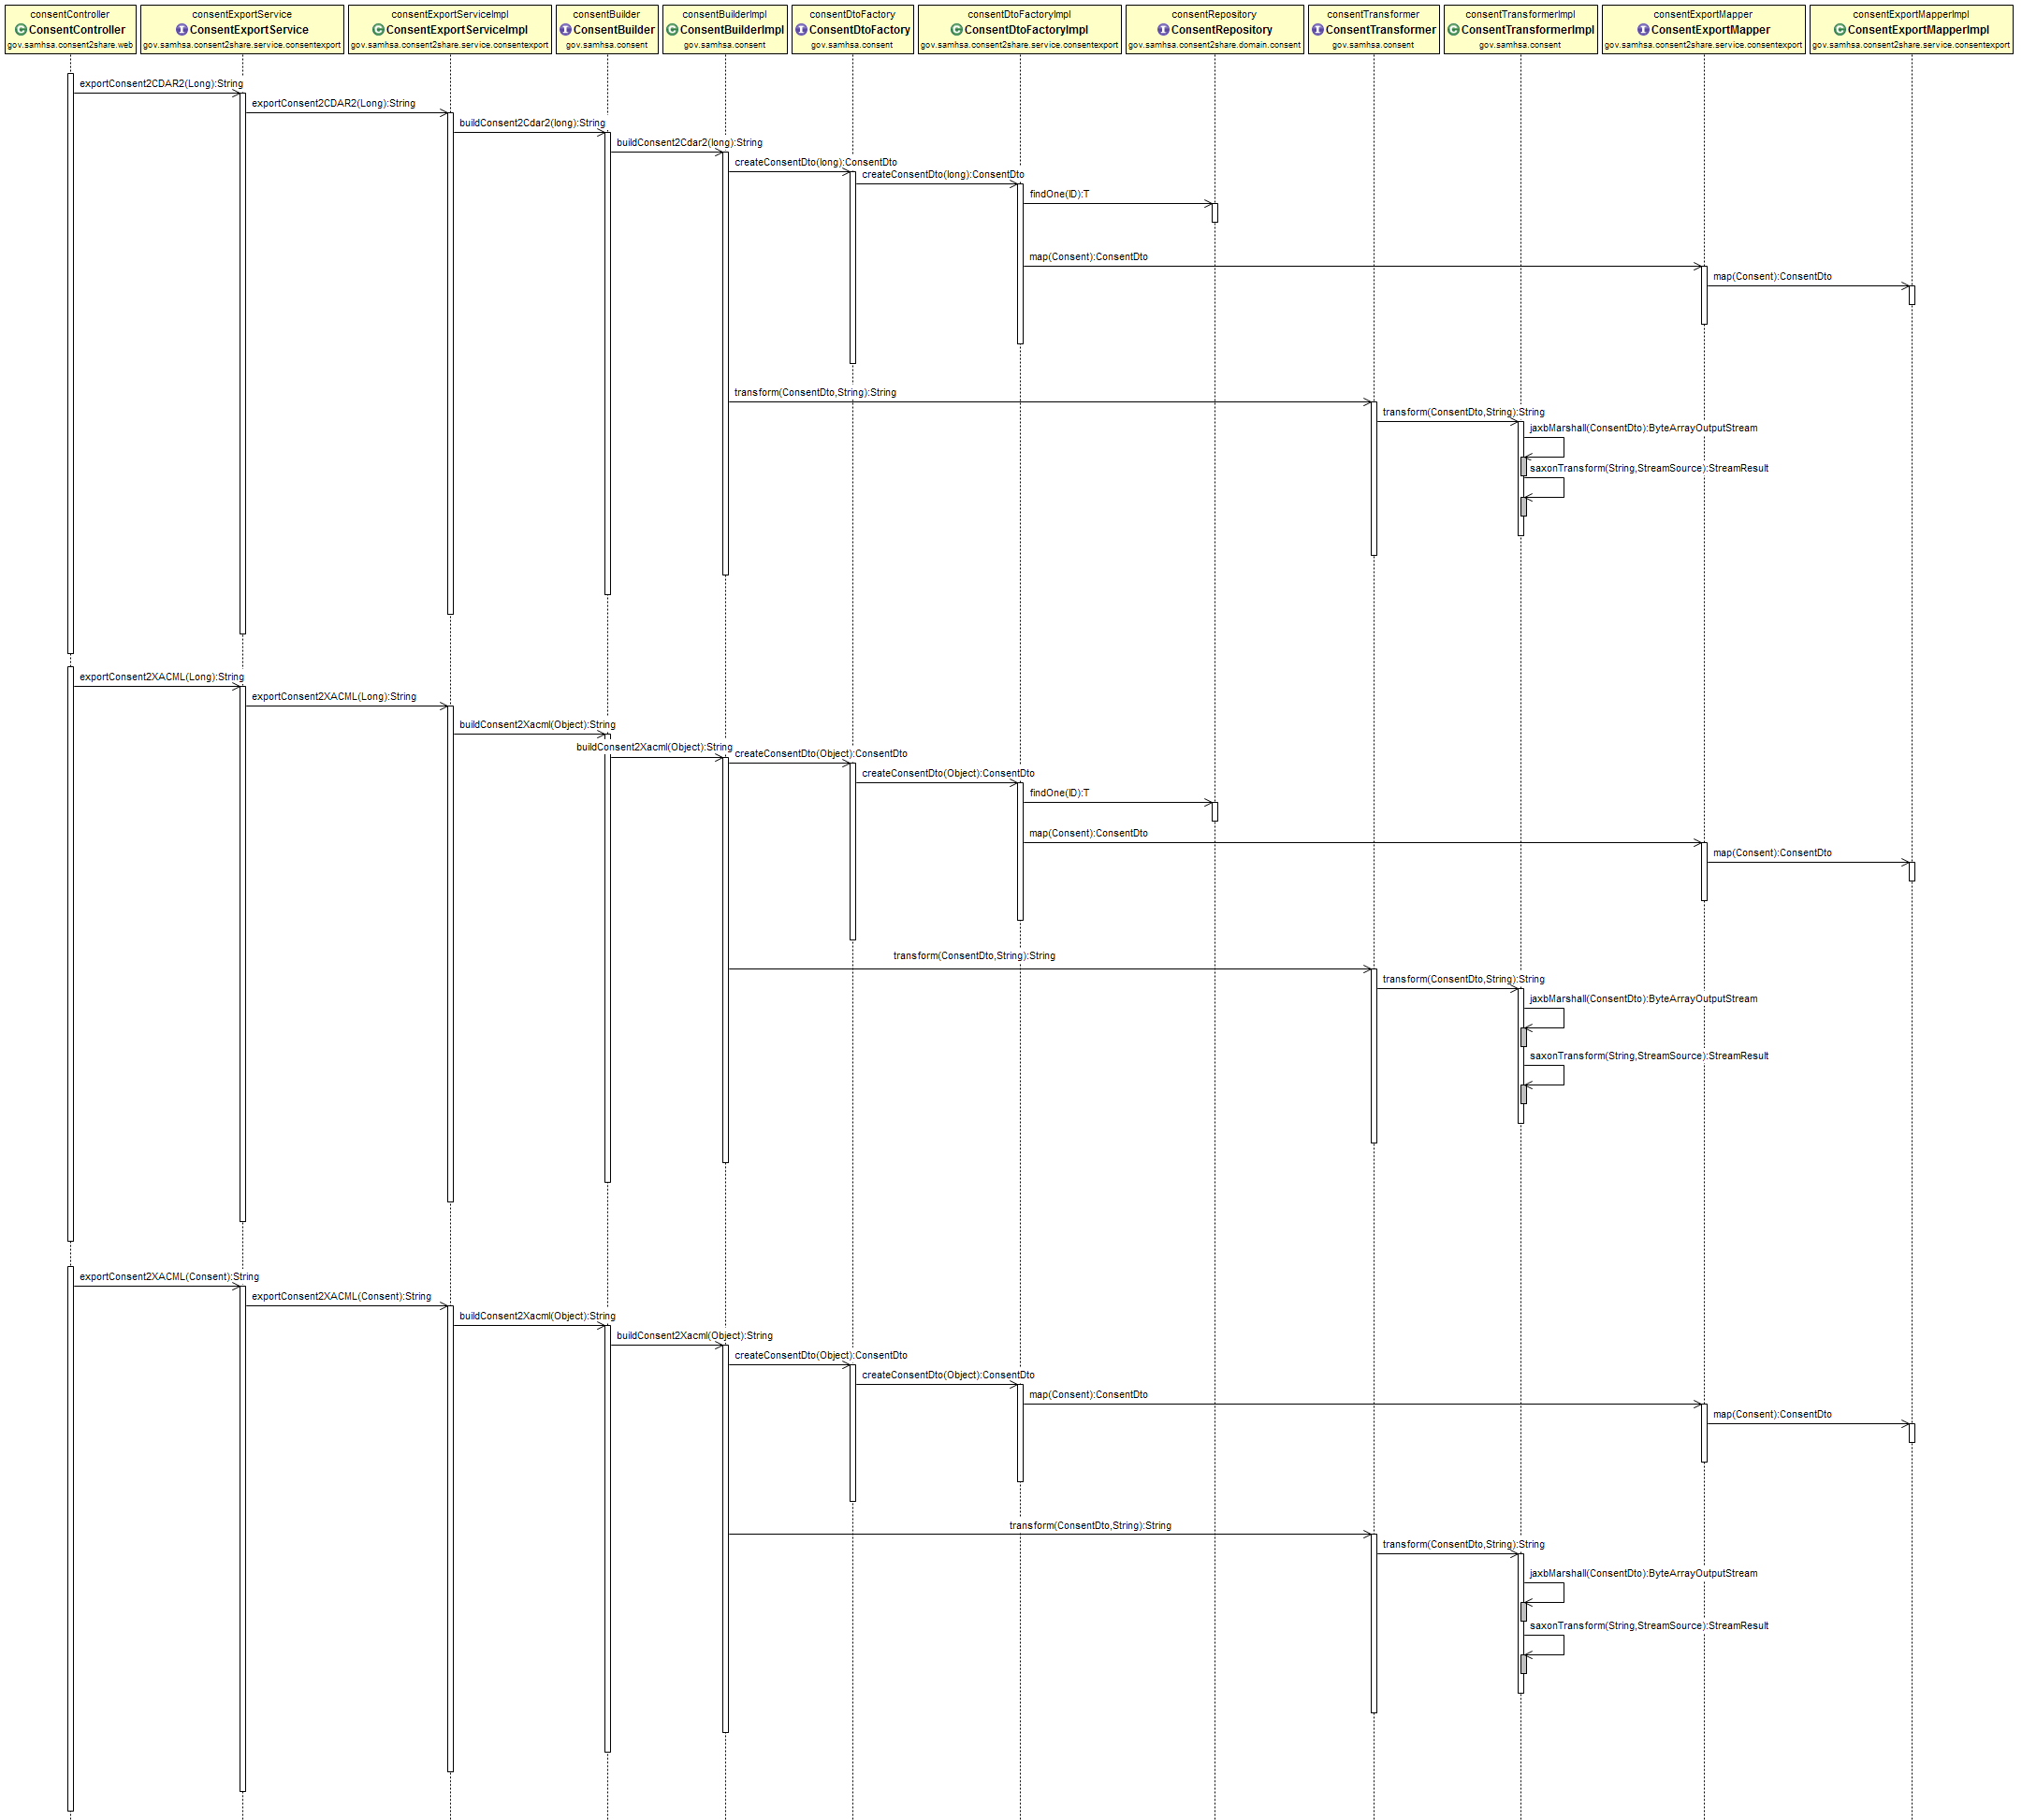 consentController
C ConsentController
gov.samhsa.consent2share.web
consentExportService
I ConsentExportService
gov.samhsa.consent2share.service.consentexport
consentExportServiceImpl
C ConsentExportServiceImpl
gov.samhsa.consent2share.service.consentexport
consentBuilder
I ConsentBuilder
gov.samhsa.consent
consentBuilderImpl
C ConsentBuilderImpl
gov.samhsa.consent
consentDtoFactory
I ConsentDtoFactory
gov.samhsa.consent
consentDtoFactoryImpl
C ConsentDtoFactoryImpl
gov.samhsa.consent2share.service.consentexport
consentRepository
I ConsentRepository
gov.samhsa.consent2share.domain.consent
consentTransformer
I ConsentTransformer
gov.samhsa.consent
consentTransformerImpl
C ConsentTransformerImpl
gov.samhsa.consent
consentExportMapper
I ConsentExportMapper
gov.samhsa.consent2share.service.consentexport
consentExportMapperImpl
C ConsentExportMapperImpl
gov.samhsa.consent2share.service.consentexport
exportConsent2CDAR2(Long):String
exportConsent2CDAR2(Long):String
buildConsent2Cdar2(long):String
buildConsent2Cdar2(long):String
createConsentDto(long):ConsentDto
createConsentDto(long):ConsentDto
findOne(ID):T
map(Consent):ConsentDto
map(Consent):ConsentDto
transform(ConsentDto,String):String
transform(ConsentDto,String):String
jaxbMarshall(ConsentDto):ByteArrayOutputStream
saxonTransform(String,StreamSource):StreamResult
exportConsent2XACML(Long):String
exportConsent2XACML(Long):String
buildConsent2Xacml(Object):String
buildConsent2Xacml(Object):String
createConsentDto(Object):ConsentDto
createConsentDto(Object):ConsentDto
findOne(ID):T
map(Consent):ConsentDto
map(Consent):ConsentDto
transform(ConsentDto,String):String
transform(ConsentDto,String):String
jaxbMarshall(ConsentDto):ByteArrayOutputStream
saxonTransform(String,StreamSource):StreamResult
exportConsent2XACML(Consent):String
exportConsent2XACML(Consent):String
buildConsent2Xacml(Object):String
buildConsent2Xacml(Object):String
createConsentDto(Object):ConsentDto
createConsentDto(Object):ConsentDto
map(Consent):ConsentDto
map(Consent):ConsentDto
transform(ConsentDto,String):String
transform(ConsentDto,String):String
jaxbMarshall(ConsentDto):ByteArrayOutputStream
saxonTransform(String,StreamSource):StreamResult